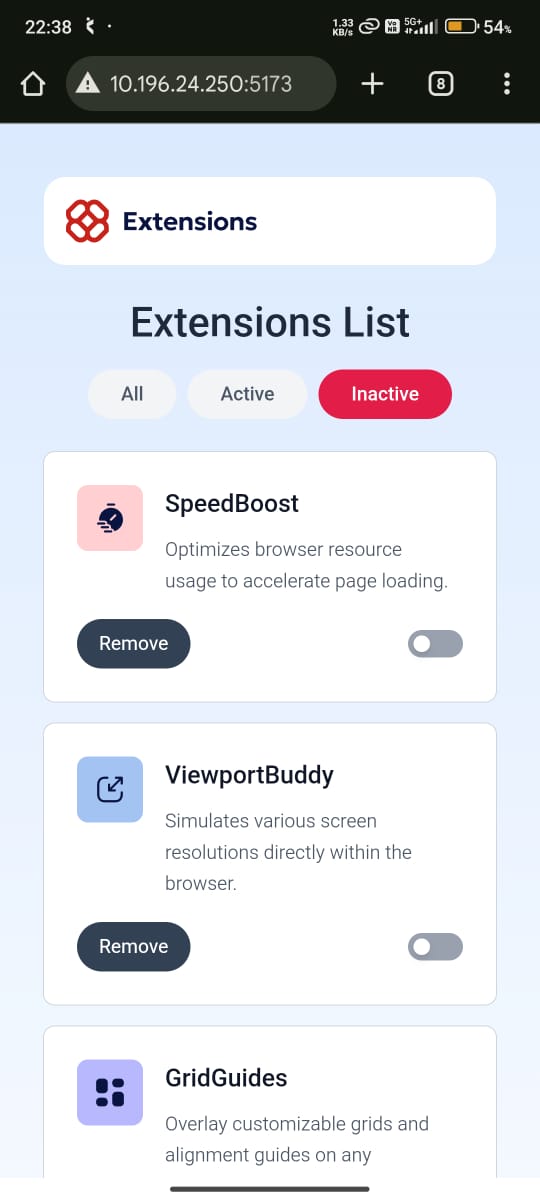 22:38
1.33
KB/s
Vo
NR
5G+
54%
10.196.24.250:5173
8
Extensions
Extensions List
All
Active
Inactive
SpeedBoost
Optimizes browser resource
usage to accelerate page loading.
Remove
ViewportBuddy
Simulates various screen
resolutions directly within the
browser.
Remove
GridGuides
Overlay customizable grids and
alignment guides on any